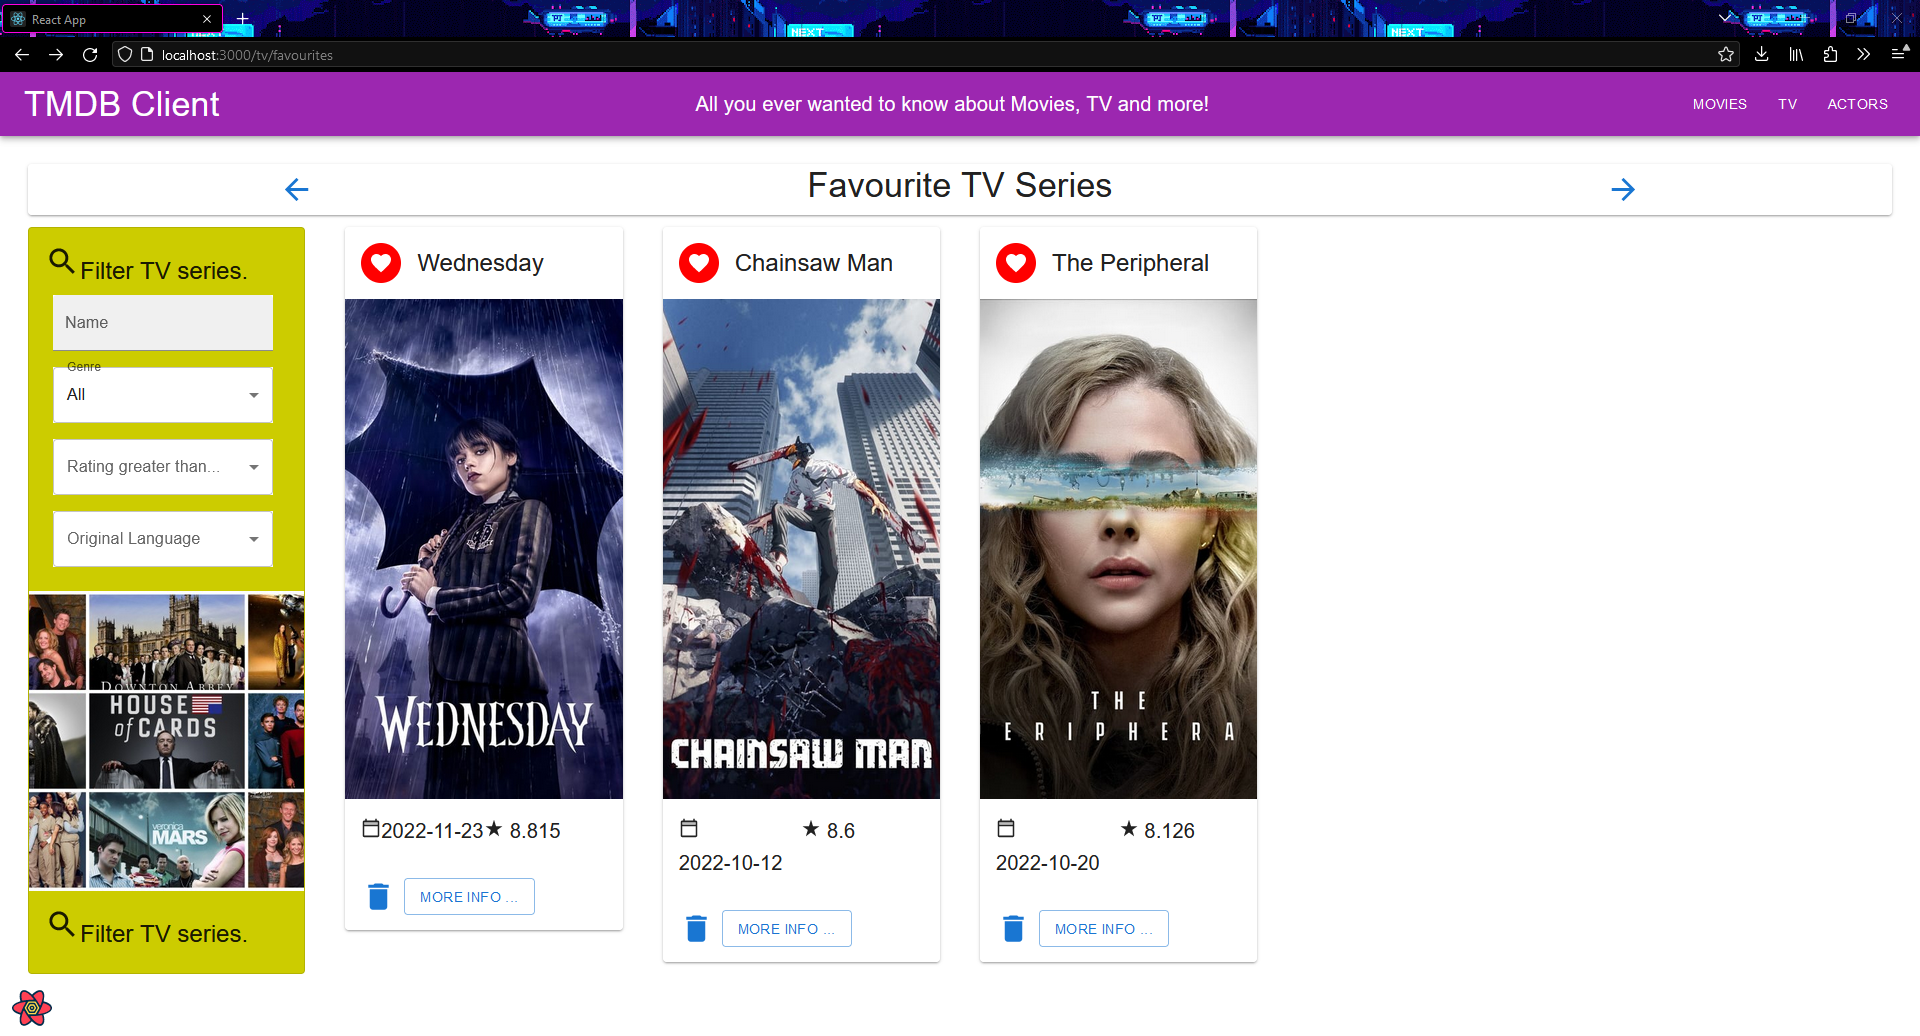 React App
NEXT
NEXT
localhost:3000/tv/favourites
TMDB Client
All you ever wanted to know about Movies, TV and more!
MOVIES
TV
ACTORS
Favourite TV Series
Filter TV series.
Name
Genre
All
Rating greater than...
Original Language
DOWNTON ABBEY
HOUSE
of CARDS
veronica
MARS
Filter TV series.
Wednesday
WEDNESDAY
2022-11-23
8.815
MORE INFO ...
Chainsaw Man
CHAINSAW MAN
8.6
2022-10-12
MORE INFO ...
The Peripheral
THE
ERIPHERA
8.126
2022-10-20
MORE INFO ...